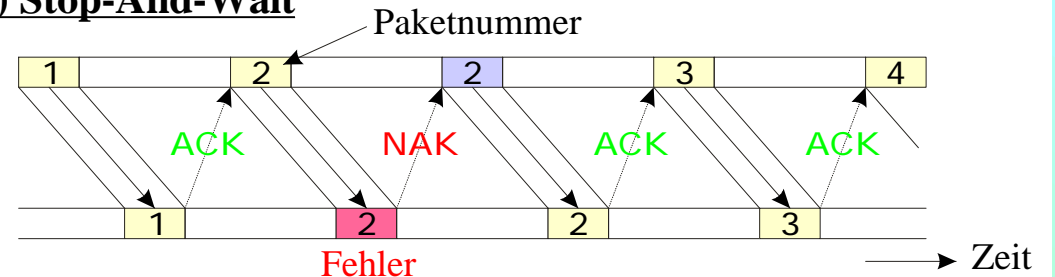 ) Stop-And-Wait
Paketnummer
1 2 2 3 4
ACK NAK ACK ACK
1 2 2 3
Fehler
Zeit